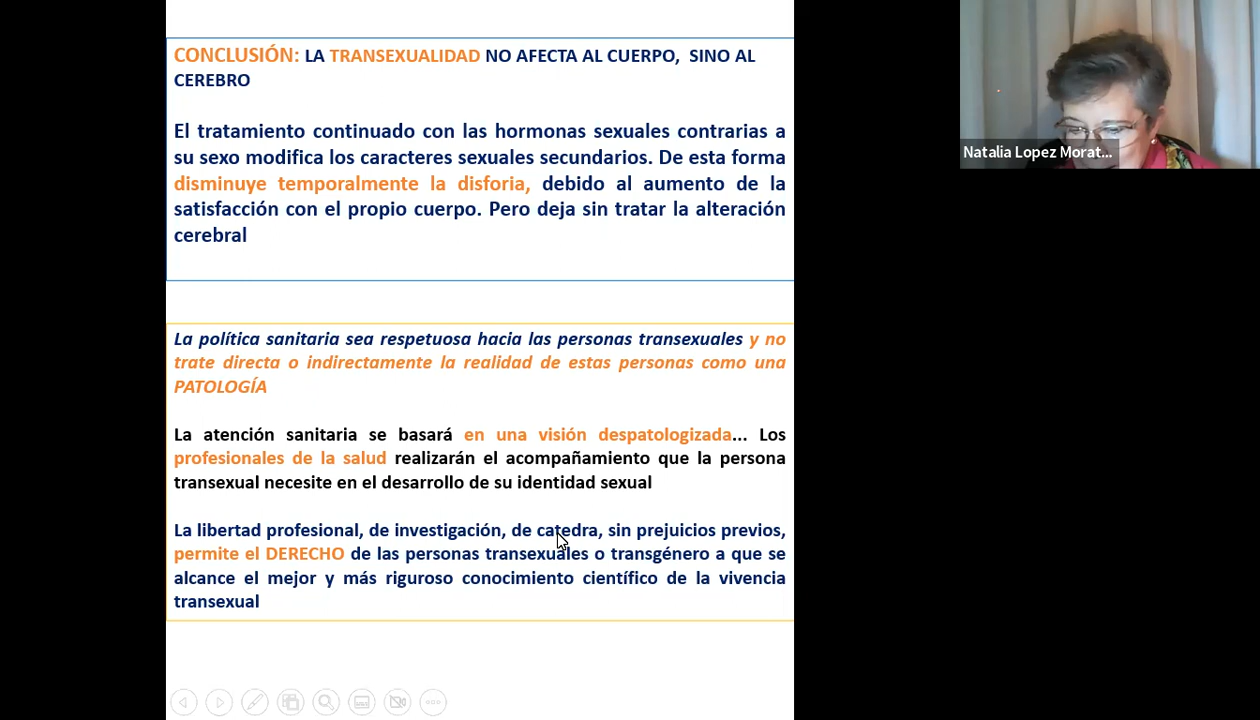 CONCLUSIÓN: LA TRANSEXUALIDAD NO AFECTA AL CUERPO, SINO AL
CEREBRO
El tratamiento continuado con las hormonas sexuales contrarias a
su sexo modifica los caracteres sexuales secundarios. De esta forma
disminuye temporalmente la disforia, debido al aumento de la
satisfacción con el propio cuerpo. Pero deja sin tratar la alteración
cerebral
La política sanitaria sea respetuosa hacia las personas transexuales y no
trate directa o indirectamente la realidad de estas personas como una
PATOLOGÍA
La atención sanitaria se basará en una visión despatologizada... Los
profesionales de la salud realizarán el acompañamiento que la persona
transexual necesite en el desarrollo de su identidad sexual
La libertad profesional, de investigación, de catedra, sin prejuicios previos,
permite el DERECHO de las personas transexuales o transgénero a que se
alcance el mejor y más riguroso conocimiento científico de la vivencia
transexual
Natalia Lopez Morat...